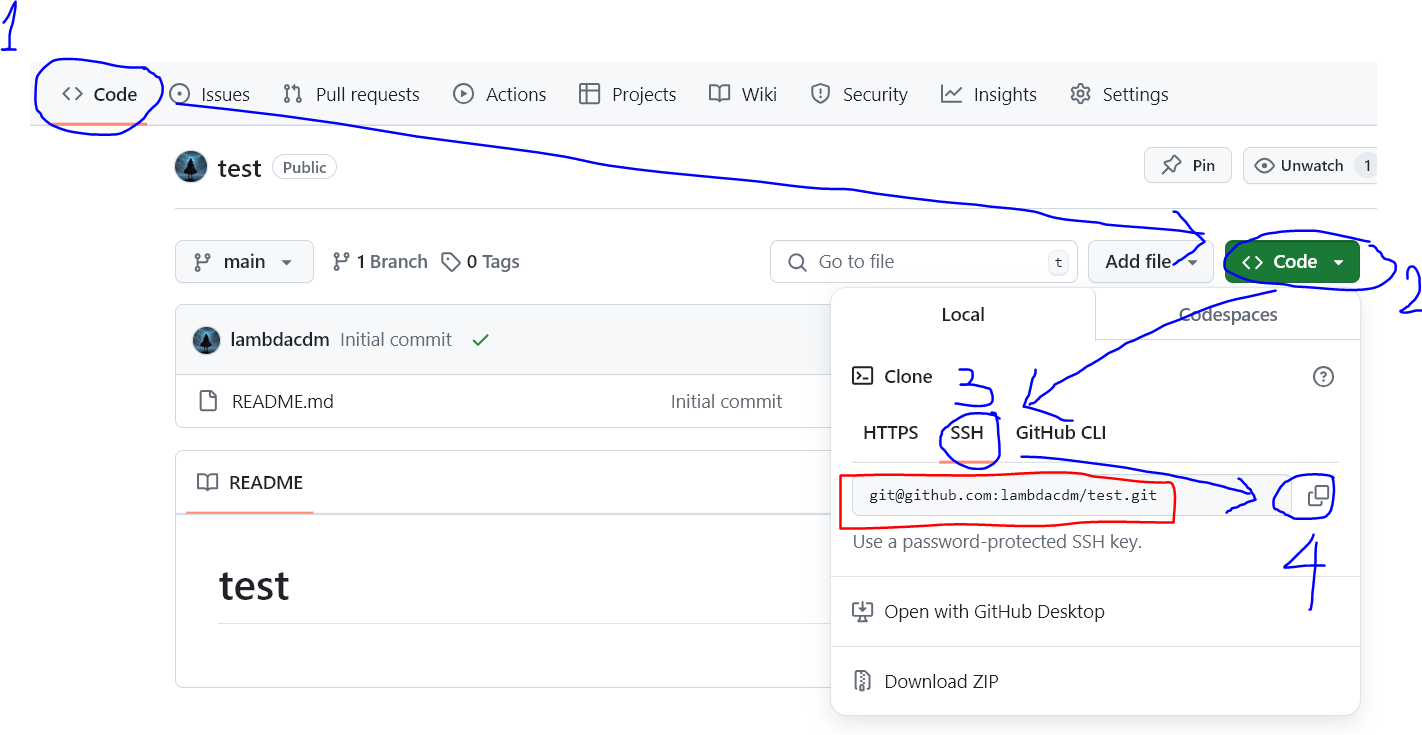 1
Code Issues Pull requests Actions Projects Wiki Security Insights Settings
test Public Pin Unwatch 1
main 1 Branch 0 Tags Go to file t Add file Code
2
Local Codespaces
lambdacdm Initial commit
Clone
3
README.md Initial commit
HTTPS SSH GitHub CLI
README
git@github.com:lambdacdm/test.git
Use a password-protected SSH key.
4
test
Open with GitHub Desktop
Download ZIP